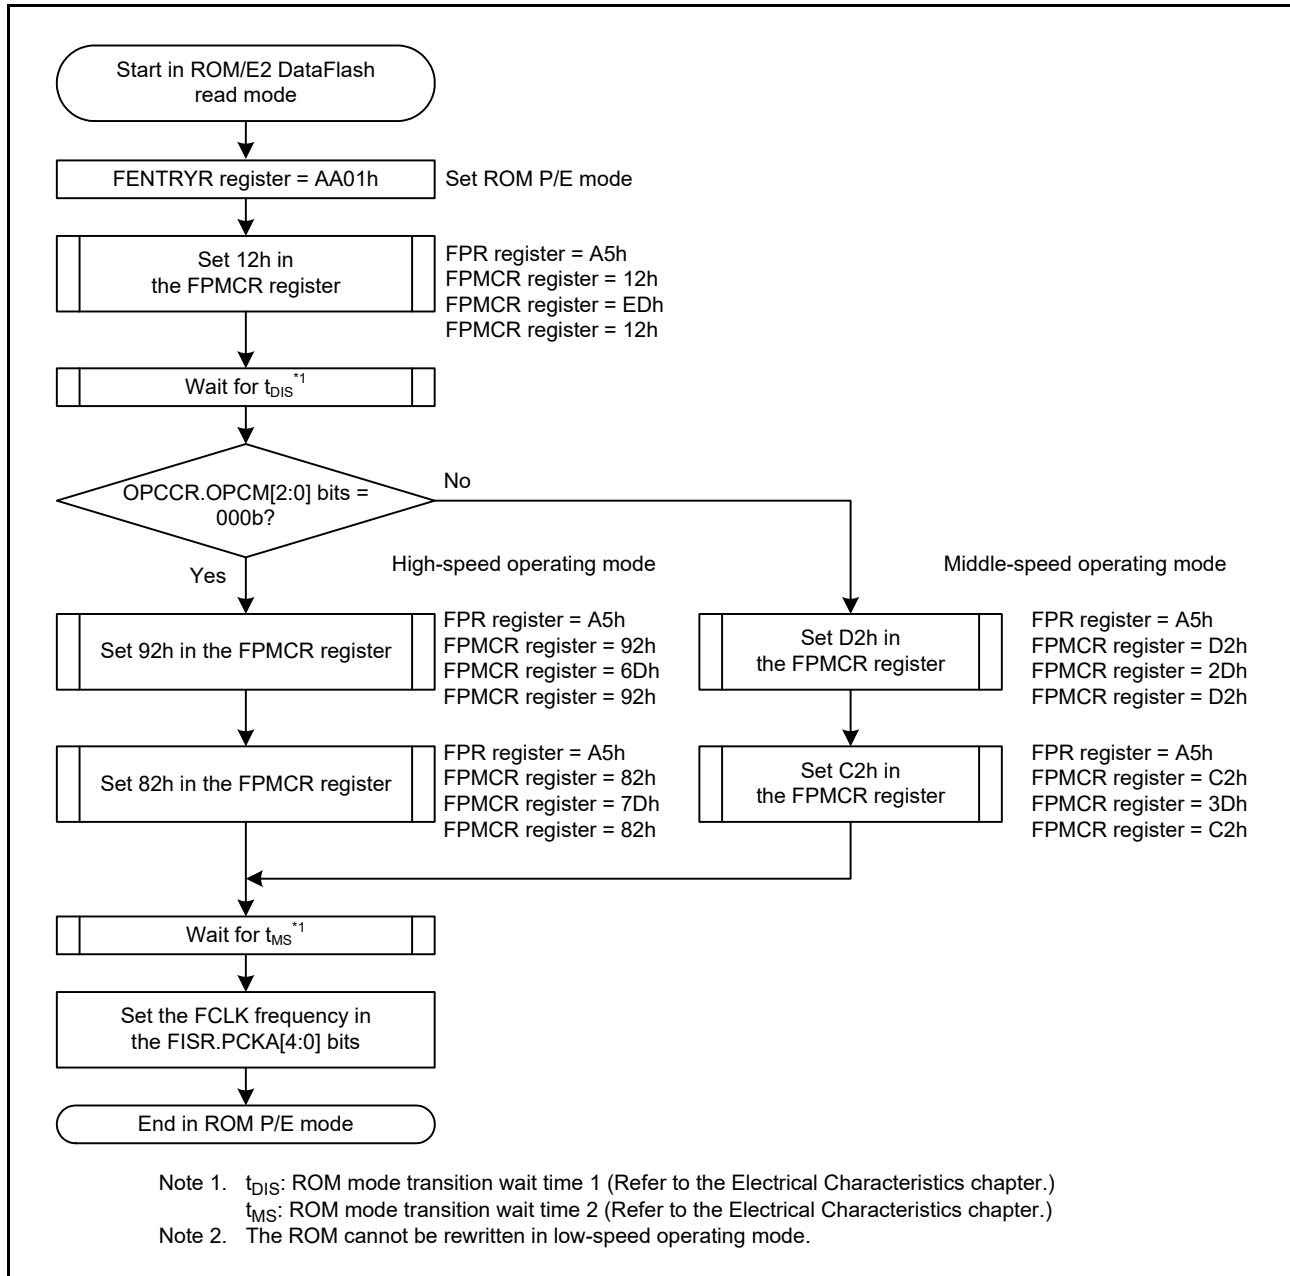 Start in ROM/E2 DataFlash
read mode
FENTRYR register = AA01h
Set ROM P/E mode
Set 12h in
the FPMCR register
FPR register = A5h
FPMCR register = 12h
FPMCR register = EDh
FPMCR register = 12h
Wait for tDIS*1
OPCCR.OPCM[2:0] bits =
000b?
No
Yes
High-speed operating mode
Middle-speed operating mode
Set 92h in the FPMCR register
FPR register = A5h
FPMCR register = 92h
FPMCR register = 6Dh
FPMCR register = 92h
Set D2h in
the FPMCR register
FPR register = A5h
FPMCR register = D2h
FPMCR register = 2Dh
FPMCR register = D2h
Set 82h in the FPMCR register
FPR register = A5h
FPMCR register = 82h
FPMCR register = 7Dh
FPMCR register = 82h
Set C2h in
the FPMCR register
FPR register = A5h
FPMCR register = C2h
FPMCR register = 3Dh
FPMCR register = C2h
Wait for tMS*1
Set the FCLK frequency in
the FISR.PCKA[4:0] bits
End in ROM P/E mode
Note 1. tDIS: ROM mode transition wait time 1 (Refer to the Electrical Characteristics chapter.)
tMS: ROM mode transition wait time 2 (Refer to the Electrical Characteristics chapter.)
Note 2. The ROM cannot be rewritten in low-speed operating mode.